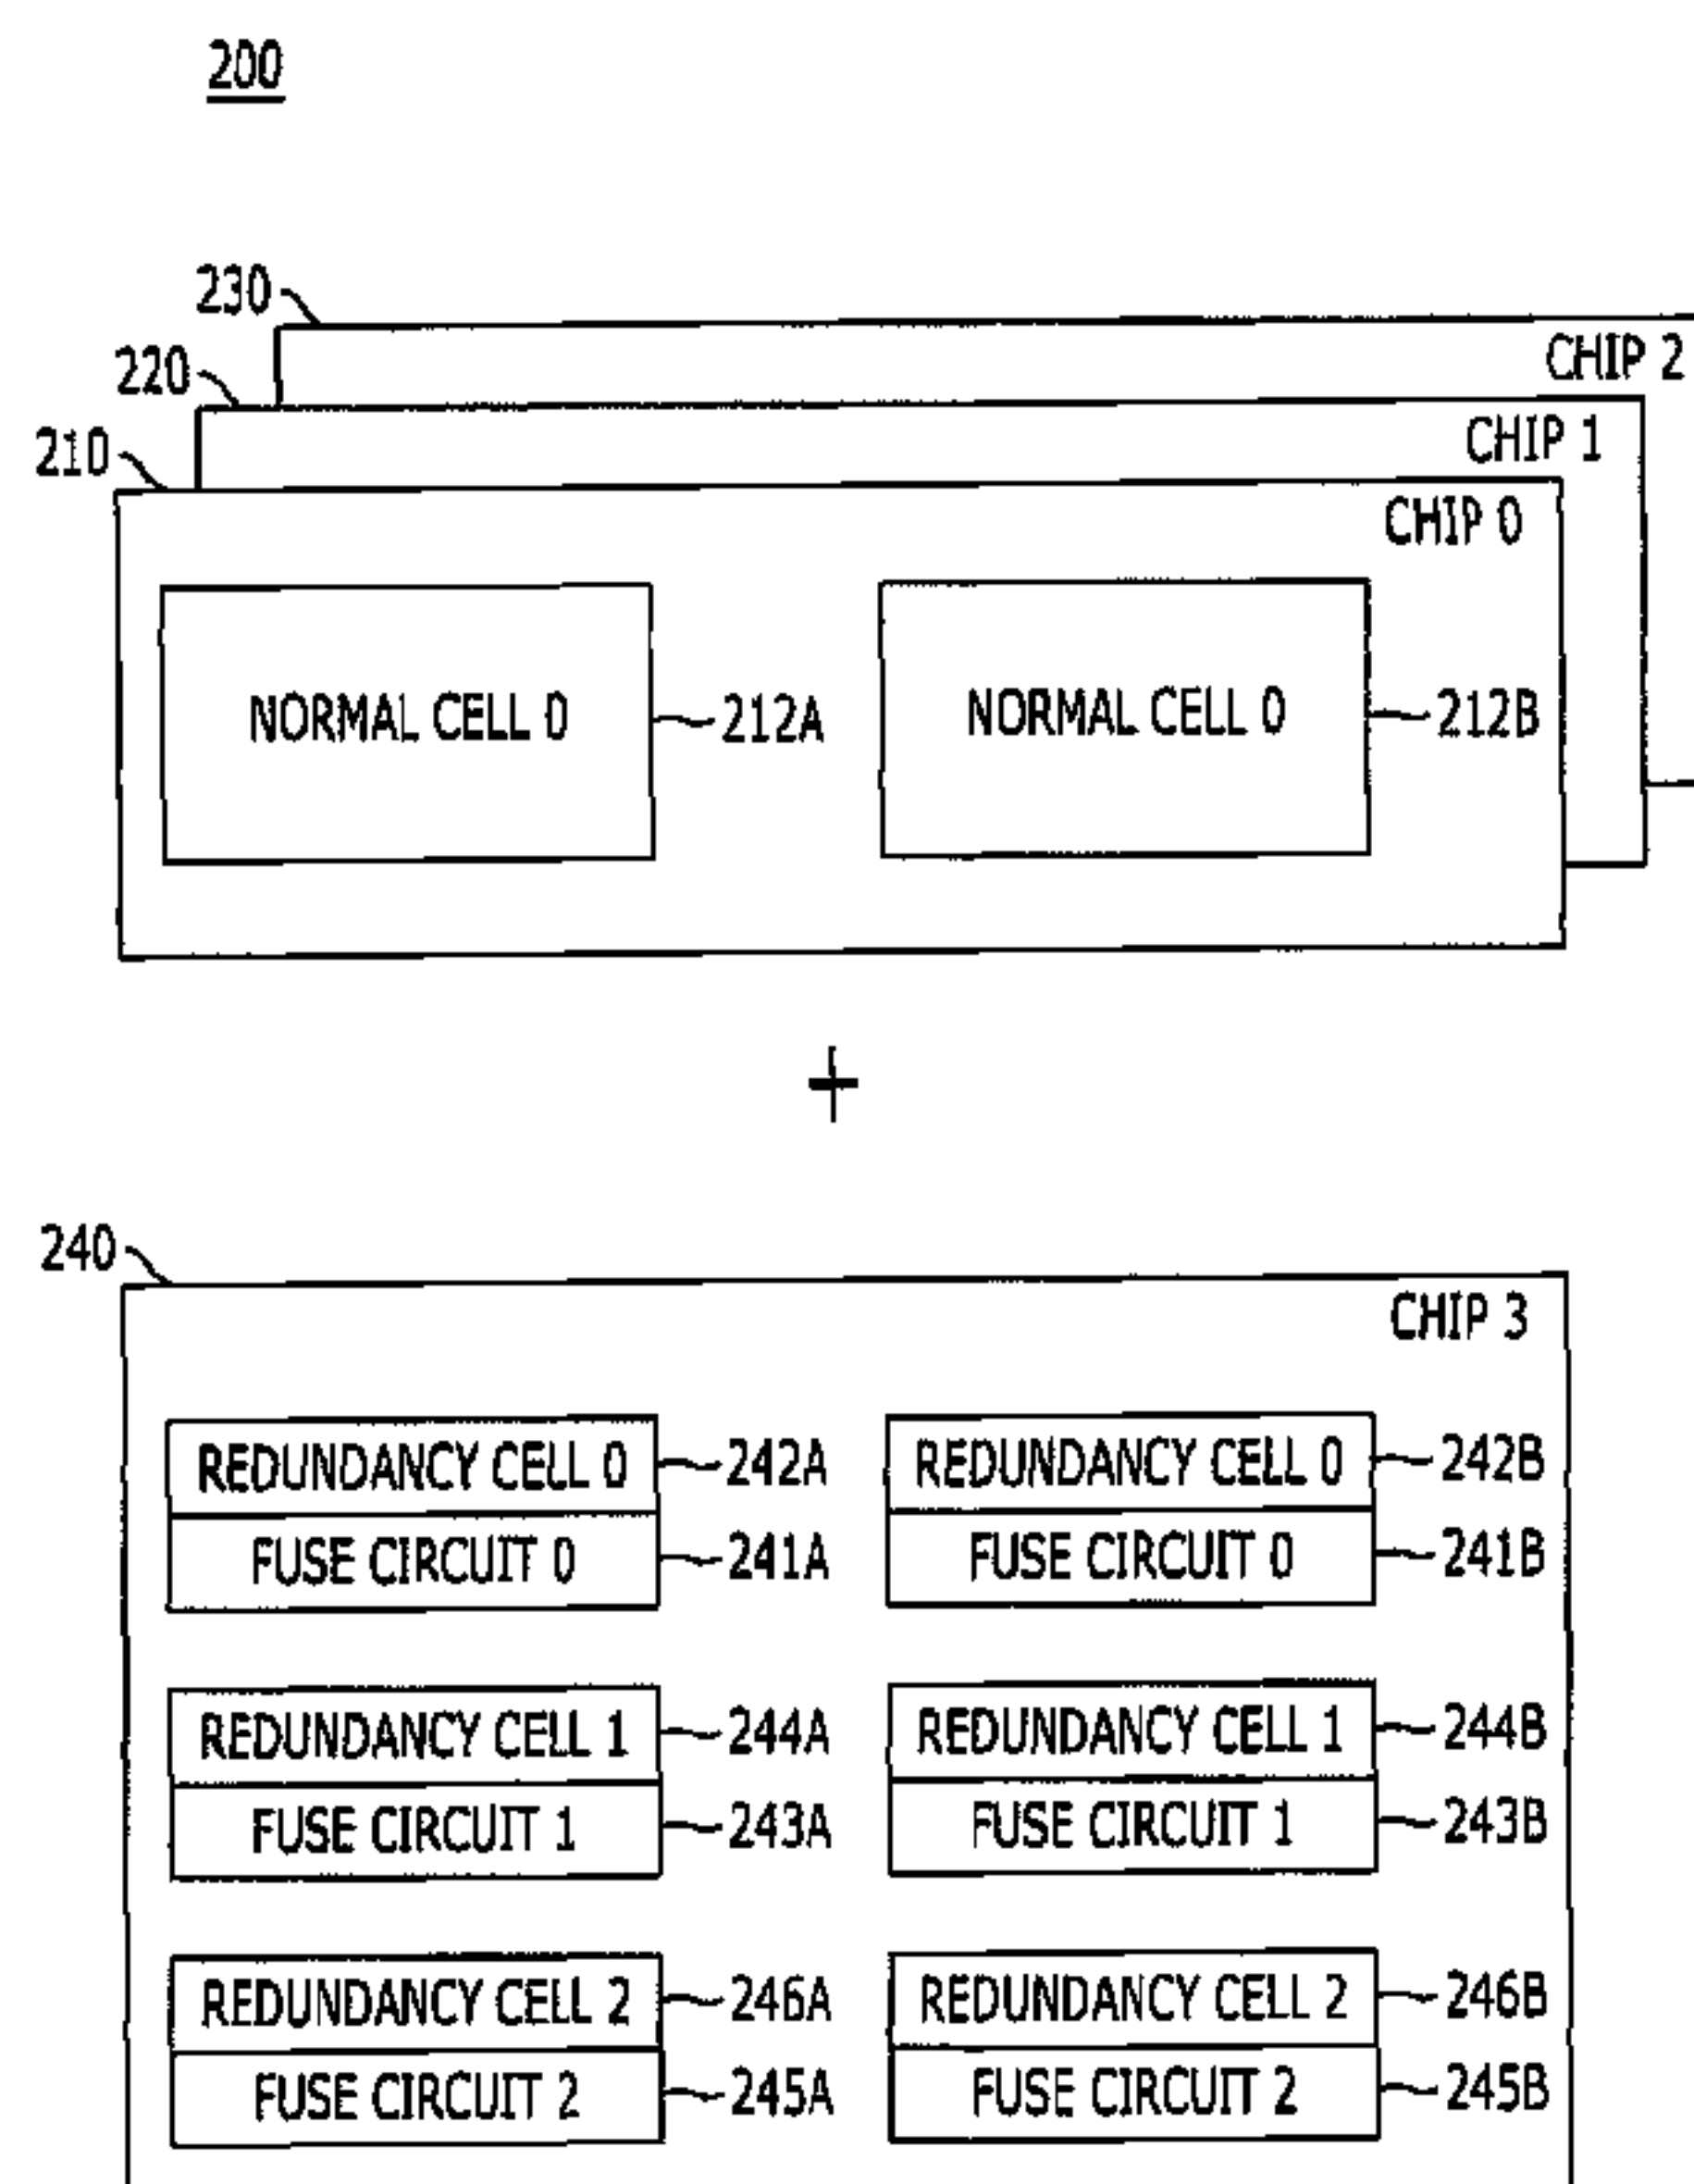 200
230
CHIP 2
220
CHIP 1
210
CHIP 0
NORMAL CELL 0 212A NORMAL CELL 0 212B
+
240
CHIP 3
REDUNDANCY CELL 0 242A REDUNDANCY CELL 0 242B
FUSE CIRCUIT 0 241A FUSE CIRCUIT 0 241B
REDUNDANCY CELL 1 244A REDUNDANCY CELL 1 244B
FUSE CIRCUIT 1 243A FUSE CIRCUIT 1 243B
REDUNDANCY CELL 2 246A REDUNDANCY CELL 2 246B
FUSE CIRCUIT 2 245A FUSE CIRCUIT 2 245B